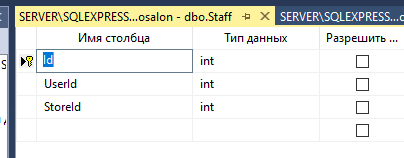 SERVER\SQLEXPRESS...osalon - dbo.Staff SERVER\SQLEXPRESS...o
Имя столбца Тип данных Разрешить ...
Id int
UserId int
StoreId int